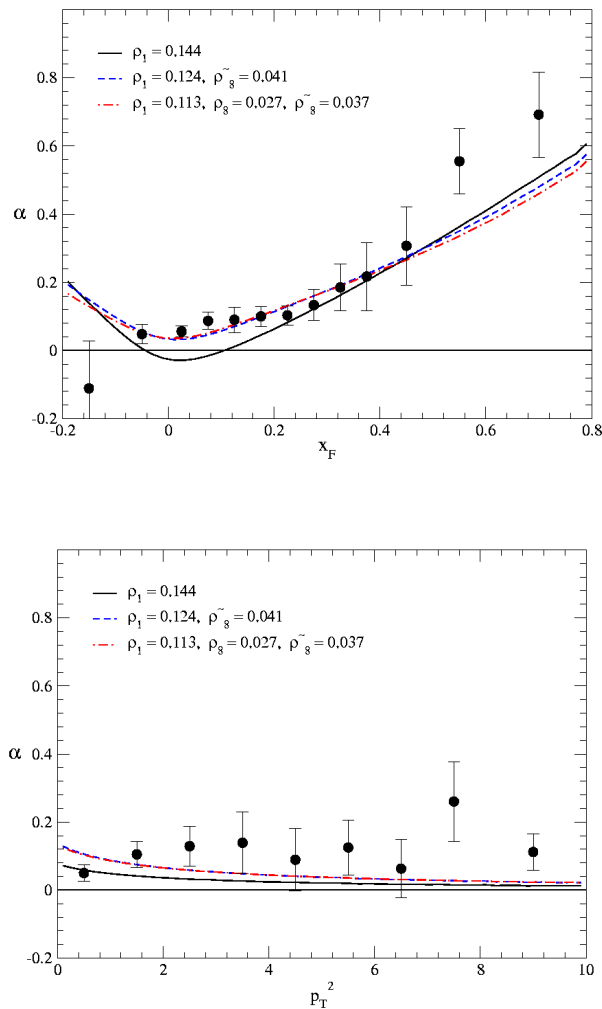 ρ₁ = 0.144
ρ₁ = 0.124, ρ~₈ = 0.041
ρ₁ = 0.113, ρ₈ = 0.027, ρ~₈ = 0.037
0.8
0.6
α
0.4
0.2
0
-0.2
-0.2 0 0.2 0.4 0.6 0.8
x_F
ρ₁ = 0.144
ρ₁ = 0.124, ρ~₈ = 0.041
ρ₁ = 0.113, ρ₈ = 0.027, ρ~₈ = 0.037
0.8
0.6
α
0.4
0.2
0
-0.2
0 2 4 6 8 10
p_T²